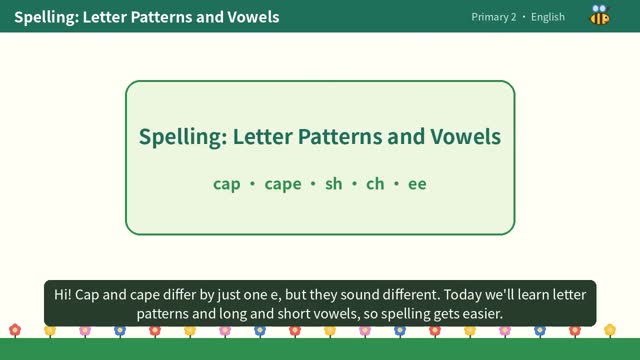 Spelling: Letter Patterns and Vowels
Primary 2 • English
Spelling: Letter Patterns and Vowels
cap • cape • sh • ch • ee
Hi! Cap and cape differ by just one e, but they sound different. Today we'll learn letter
patterns and long and short vowels, so spelling gets easier.